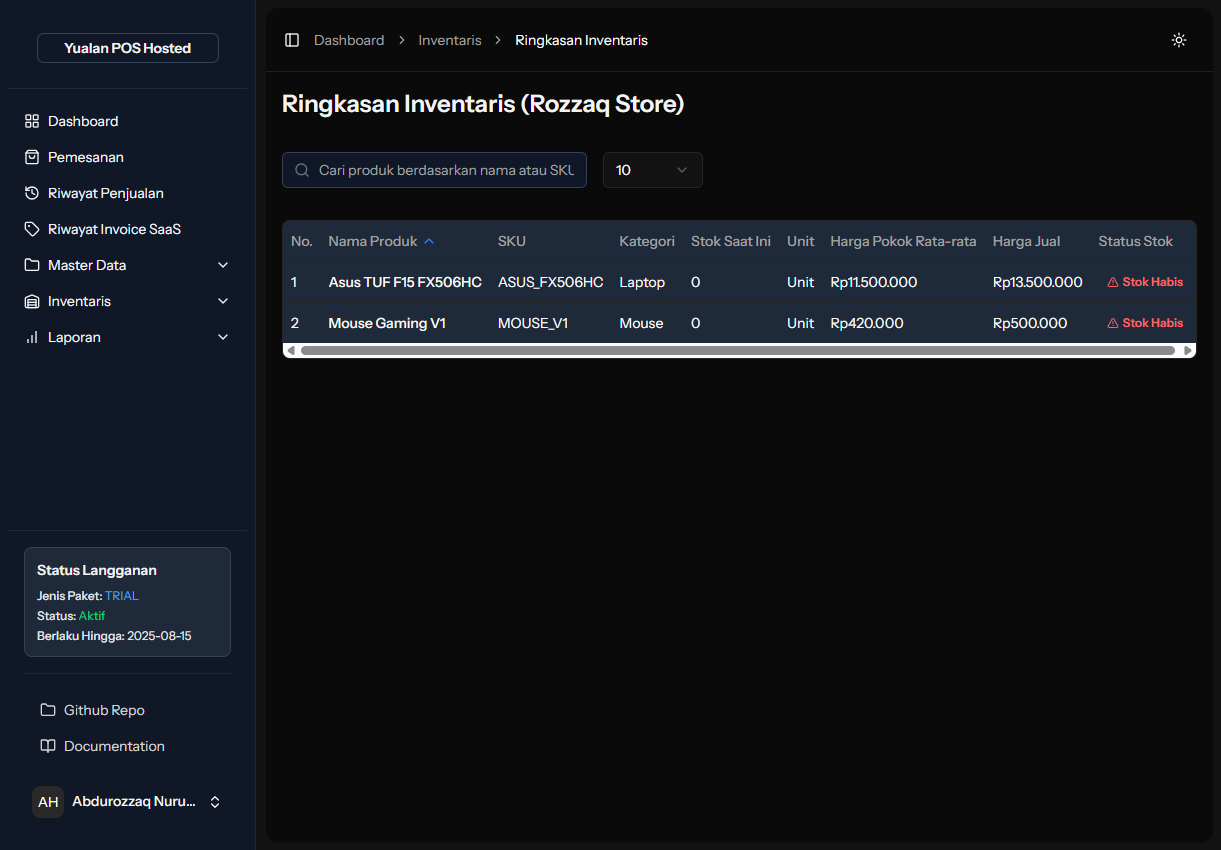 Yualan POS Hosted
Dashboard
Pemesanan
Riwayat Penjualan
Riwayat Invoice SaaS
Master Data
Inventaris
Laporan
Status Langganan
Jenis Paket: TRIAL
Status: Aktif
Berlaku Hingga: 2025-08-15
Github Repo
Documentation
AH Abdurozzaq Nuru...
Dashboard > Inventaris > Ringkasan Inventaris
Ringkasan Inventaris (Rozzaq Store)
Cari produk berdasarkan nama atau SKU
10
No. Nama Produk SKU Kategori Stok Saat Ini Unit Harga Pokok Rata-rata Harga Jual Status Stok
1 Asus TUF F15 FX506HC ASUS_FX506HC Laptop 0 Unit Rp11.500.000 Rp13.500.000 Stok Habis
2 Mouse Gaming V1 MOUSE_V1 Mouse 0 Unit Rp420.000 Rp500.000 Stok Habis